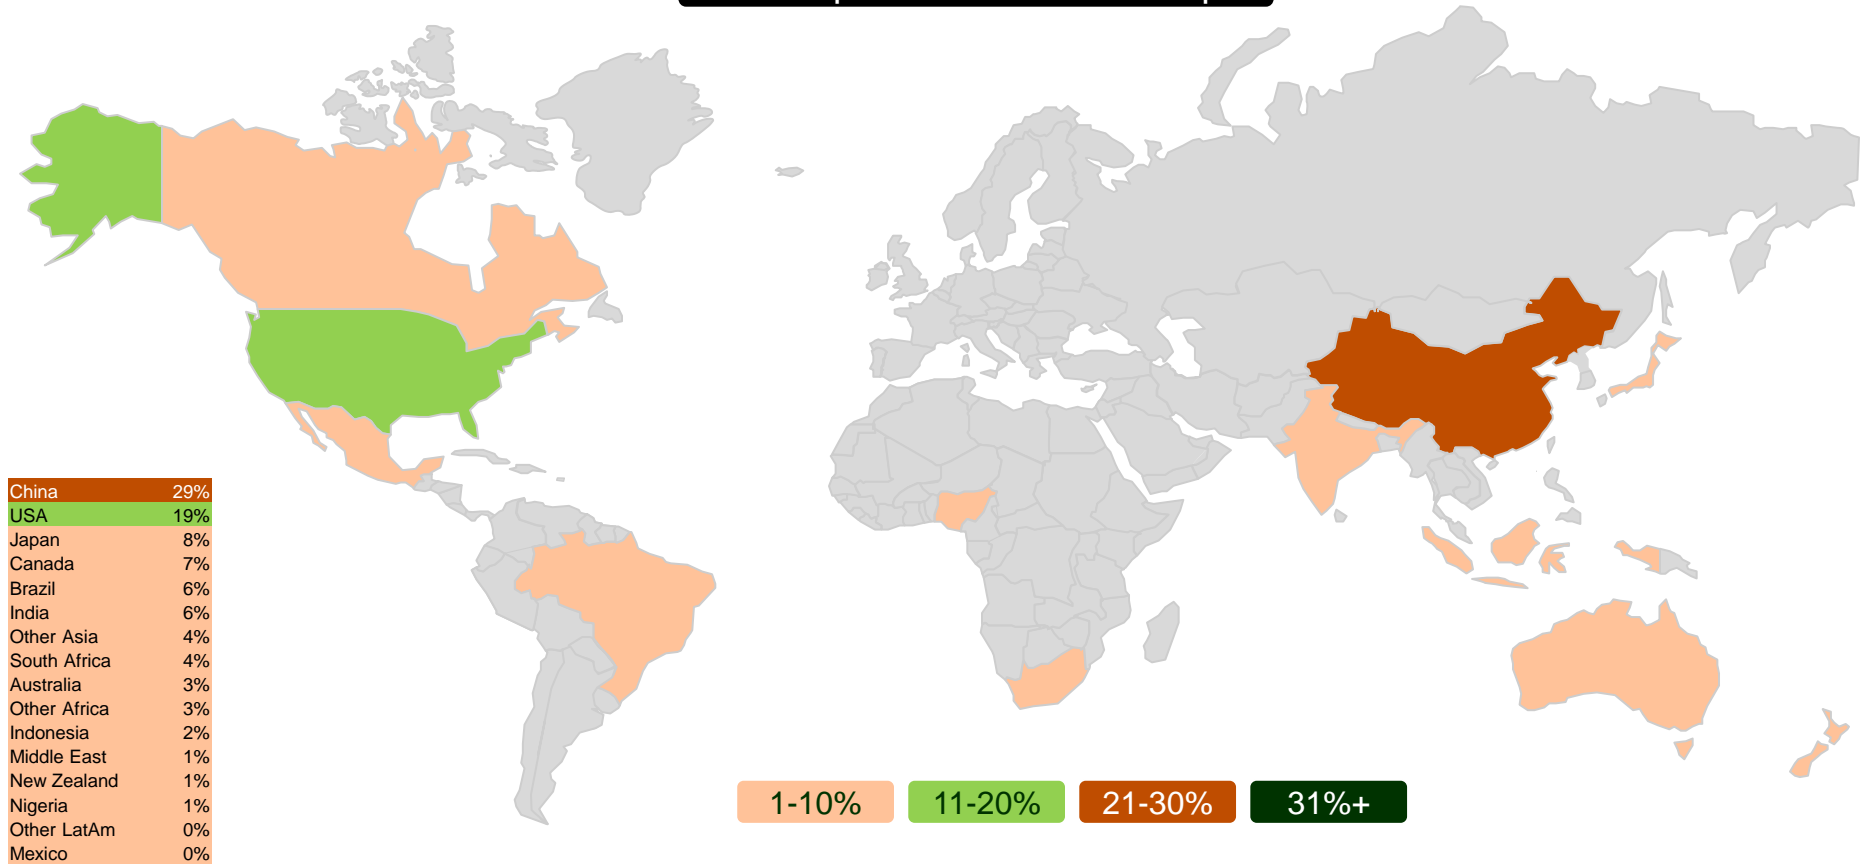 China 29%
USA 19%
Japan 8%
Canada 7%
Brazil 6%
India 6%
Other Asia 4%
South Africa 4%
Australia 3%
Other Africa 3%
Indonesia 2%
Middle East 1%
New Zealand 1%
Nigeria 1%
Other LatAm 0%
Mexico 0%
1-10% 11-20% 21-30% 31%+